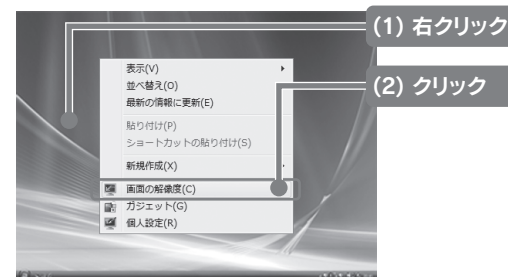 (1) 右クリック
(2) クリック
表示(V)
並べ替え(O)
最新の情報に更新(E)
貼り付け(P)
ショートカットの貼り付け(S)
新規作成(X)
画面の解像度(C)
ガジェット(G)
個人設定(R)